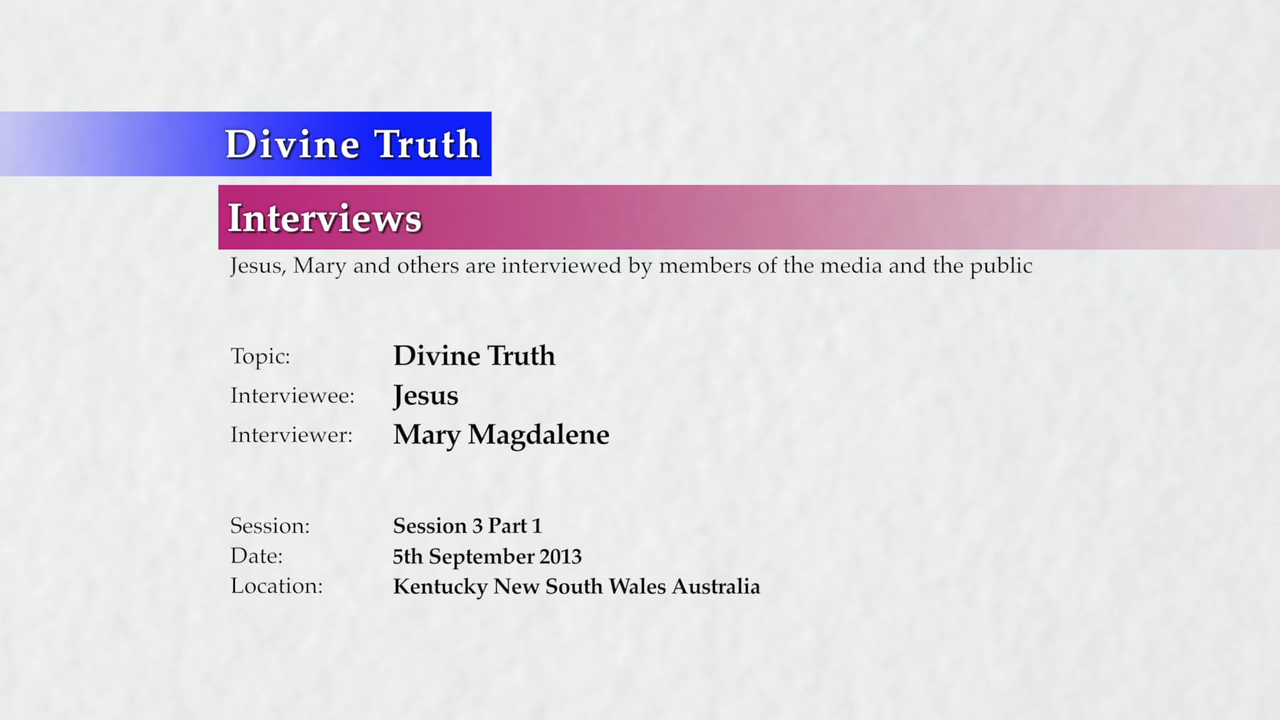 Divine Truth
Interviews
Jesus, Mary and others are interviewed by members of the media and the public
Topic: Divine Truth
Interviewee: Jesus
Interviewer: Mary Magdalene
Session: Session 3 Part 1
Date: 5th September 2013
Location: Kentucky New South Wales Australia